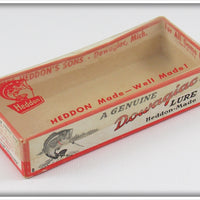 HEDDON'S SONS - Dowagiac, Mich.
Heddon
HEDDON Made - Well Made!
A GENUINE
Dowagiac
LURE
Heddon-Made